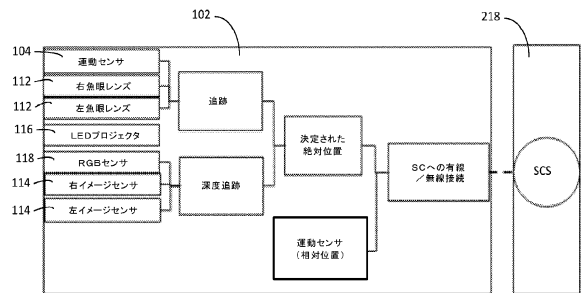 102
218
104
運動センサ
112
右魚眼レンズ
112
左魚眼レンズ
116
LEDプロジェクタ
118
RGBセンサ
114
右イメージセンサ
114
左イメージセンサ
追跡
深度追跡
決定された
絶対位置
運動センサ
(相対位置)
SCへの有線
/無線接続
SCS